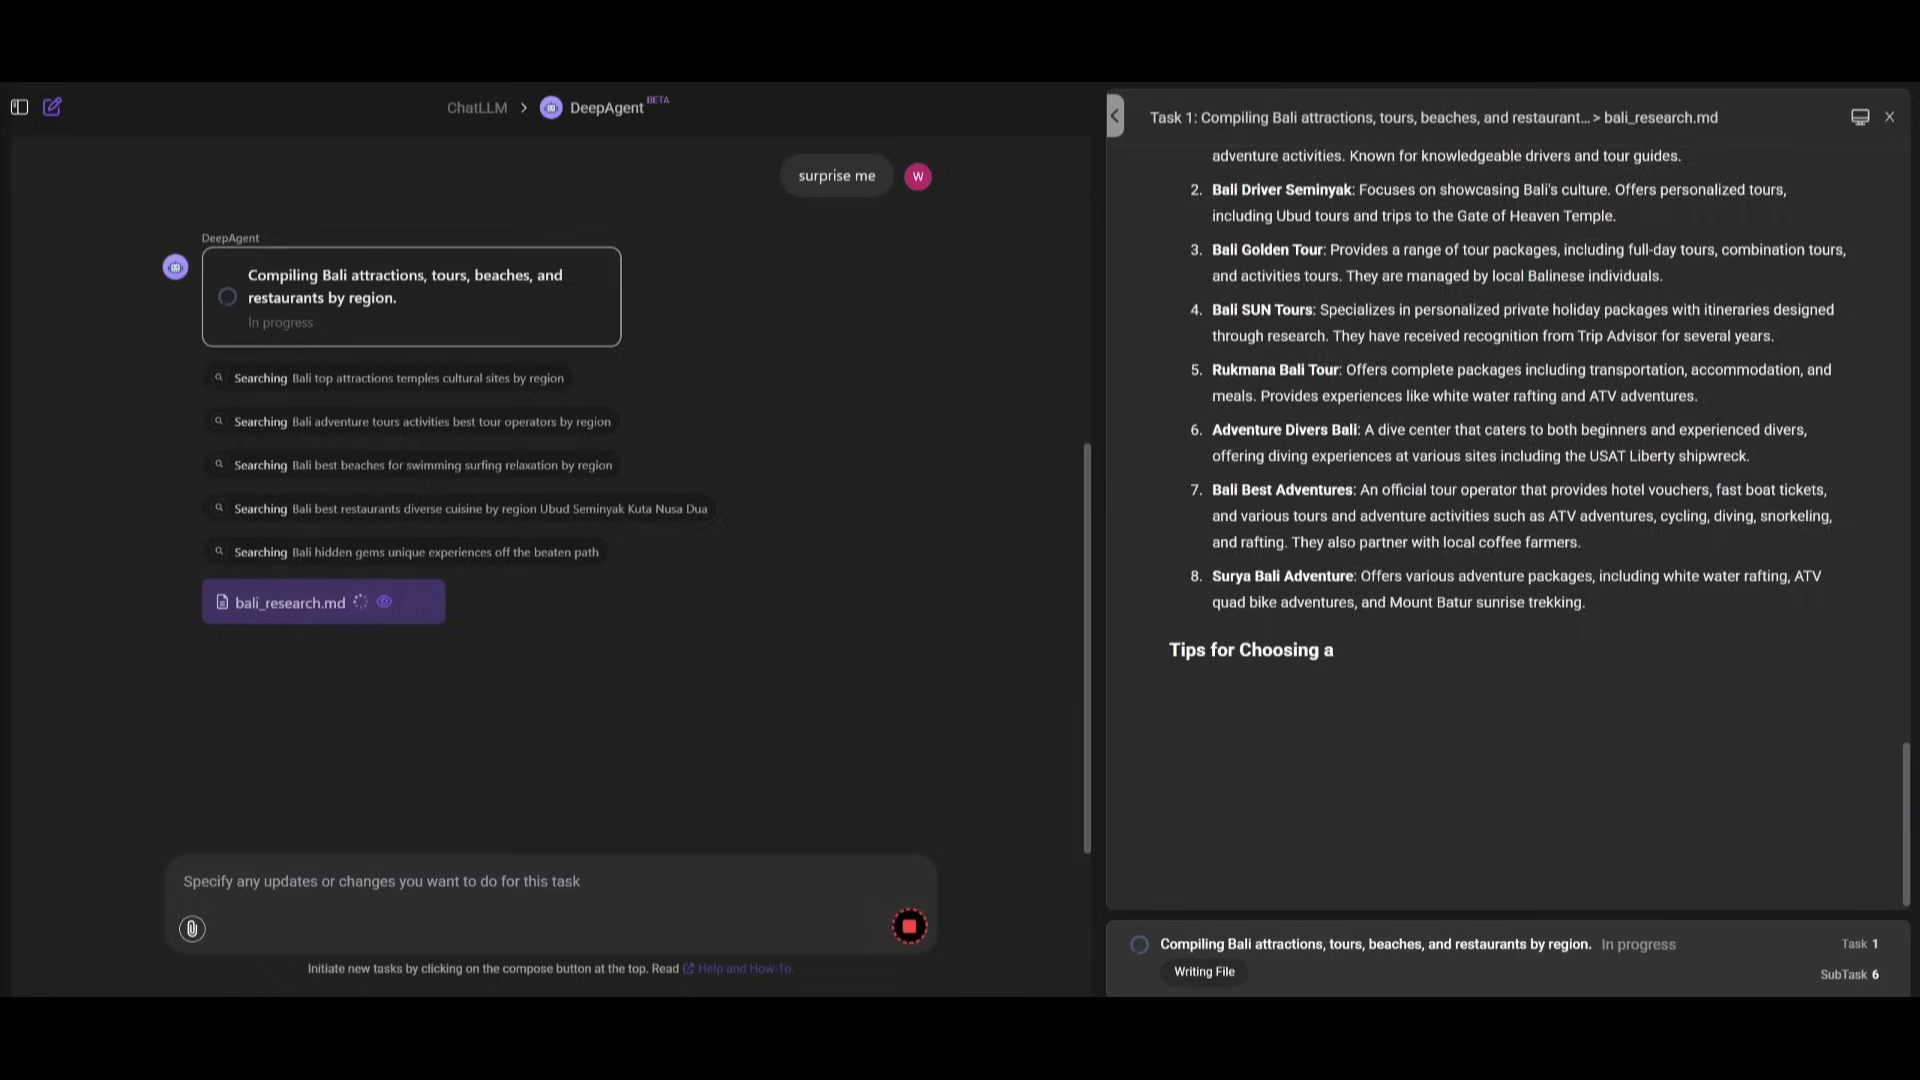 ChatLLM > DeepAgent BETA
surprise me
W
DeepAgent
Compiling Bali attractions, tours, beaches, and
restaurants by region.
In progress
Searching Bali top attractions temples cultural sites by region
Searching Bali adventure tours activities best tour operators by region
Searching Bali best beaches for swimming surfing relaxation by region
Searching Bali best restaurants diverse cuisine by region Ubud Seminyak Kuta Nusa Dua
Searching Bali hidden gems unique experiences off the beaten path
bali_research.md
Specify any updates or changes you want to do for this task
Initiate new tasks by clicking on the compose button at the top. Read Help and How-To.
Task 1: Compiling Bali attractions, tours, beaches, and restaurant... > bali_research.md
adventure activities. Known for knowledgeable drivers and tour guides.
2. Bali Driver Seminyak: Focuses on showcasing Bali's culture. Offers personalized tours,
including Ubud tours and trips to the Gate of Heaven Temple.
3. Bali Golden Tour: Provides a range of tour packages, including full-day tours, combination tours,
and activities tours. They are managed by local Balinese individuals.
4. Bali SUN Tours: Specializes in personalized private holiday packages with itineraries designed
through research. They have received recognition from Trip Advisor for several years.
5. Rukmana Bali Tour: Offers complete packages including transportation, accommodation, and
meals. Provides experiences like white water rafting and ATV adventures.
6. Adventure Divers Bali: A dive center that caters to both beginners and experienced divers,
offering diving experiences at various sites including the USAT Liberty shipwreck.
7. Bali Best Adventures: An official tour operator that provides hotel vouchers, fast boat tickets,
and various tours and adventure activities such as ATV adventures, cycling, diving, snorkeling,
and rafting. They also partner with local coffee farmers.
8. Surya Bali Adventure: Offers various adventure packages, including white water rafting, ATV
quad bike adventures, and Mount Batur sunrise trekking.
Tips for Choosing a
Compiling Bali attractions, tours, beaches, and restaurants by region. In progress
Task 1
Writing File
SubTask 6